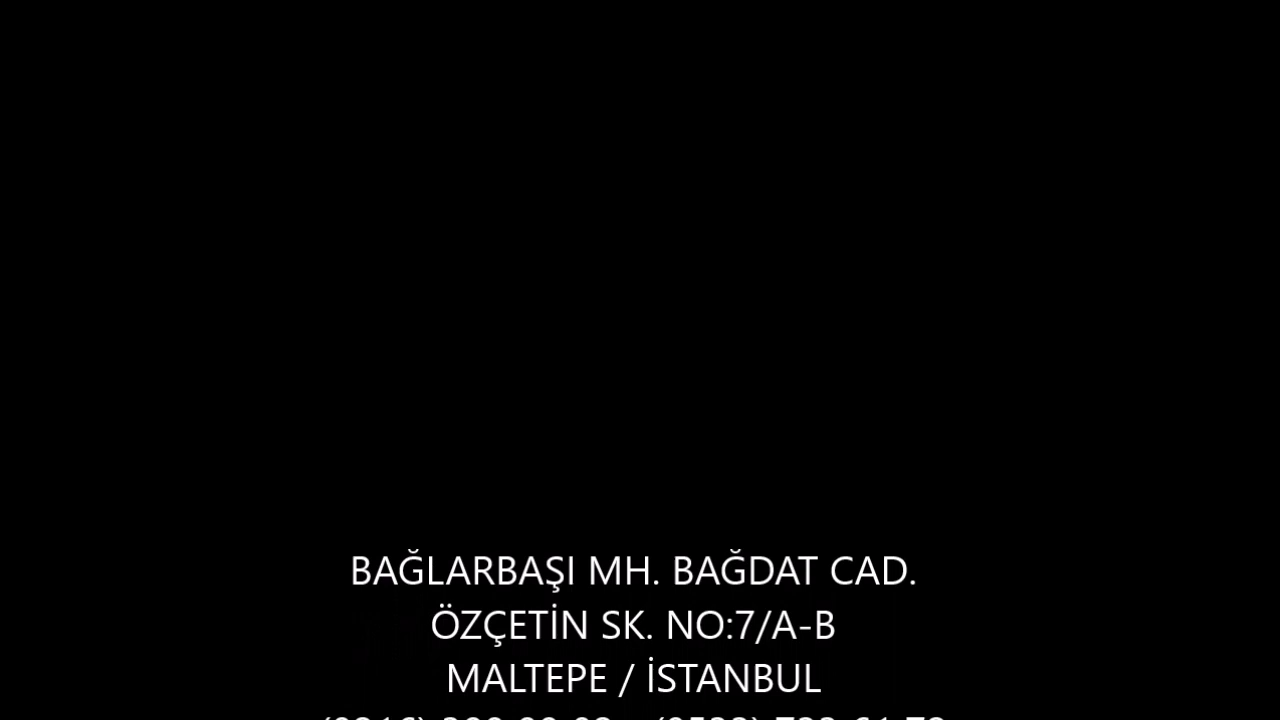 BAĞLARBAŞI MH. BAĞDAT CAD.
ÖZÇETİN SK. NO:7/A-B
MALTEPE / İSTANBUL